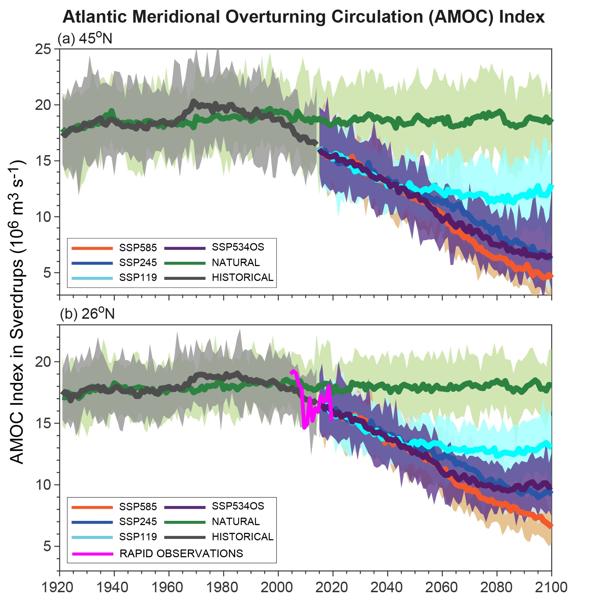 Atlantic Meridional Overturning Circulation (AMOC) Index
(a) 45°N
25
20
15
10
5
SSP585 SSP534OS
SSP245 NATURAL
SSP119 HISTORICAL
AMOC Index in Sverdrups (10⁶ m3 s-1)
(b) 26°N
20
15
10
5
SSP585 SSP534OS
SSP245 NATURAL
SSP119 HISTORICAL
RAPID OBSERVATIONS
1920 1940 1960 1980 2000 2020 2040 2060 2080 2100